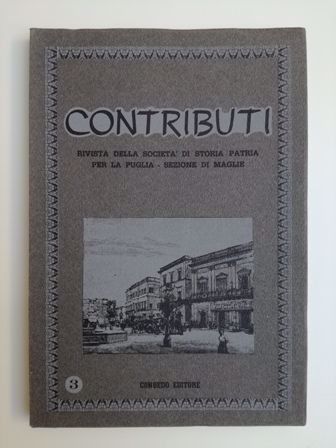 CONTRIBUTI
RIVISTA DELLA SOCIETA' DI STORIA PATRIA
PER LA PUGLIA - SEZIONE DI MAGLIE
3
CONGEDO EDITORE